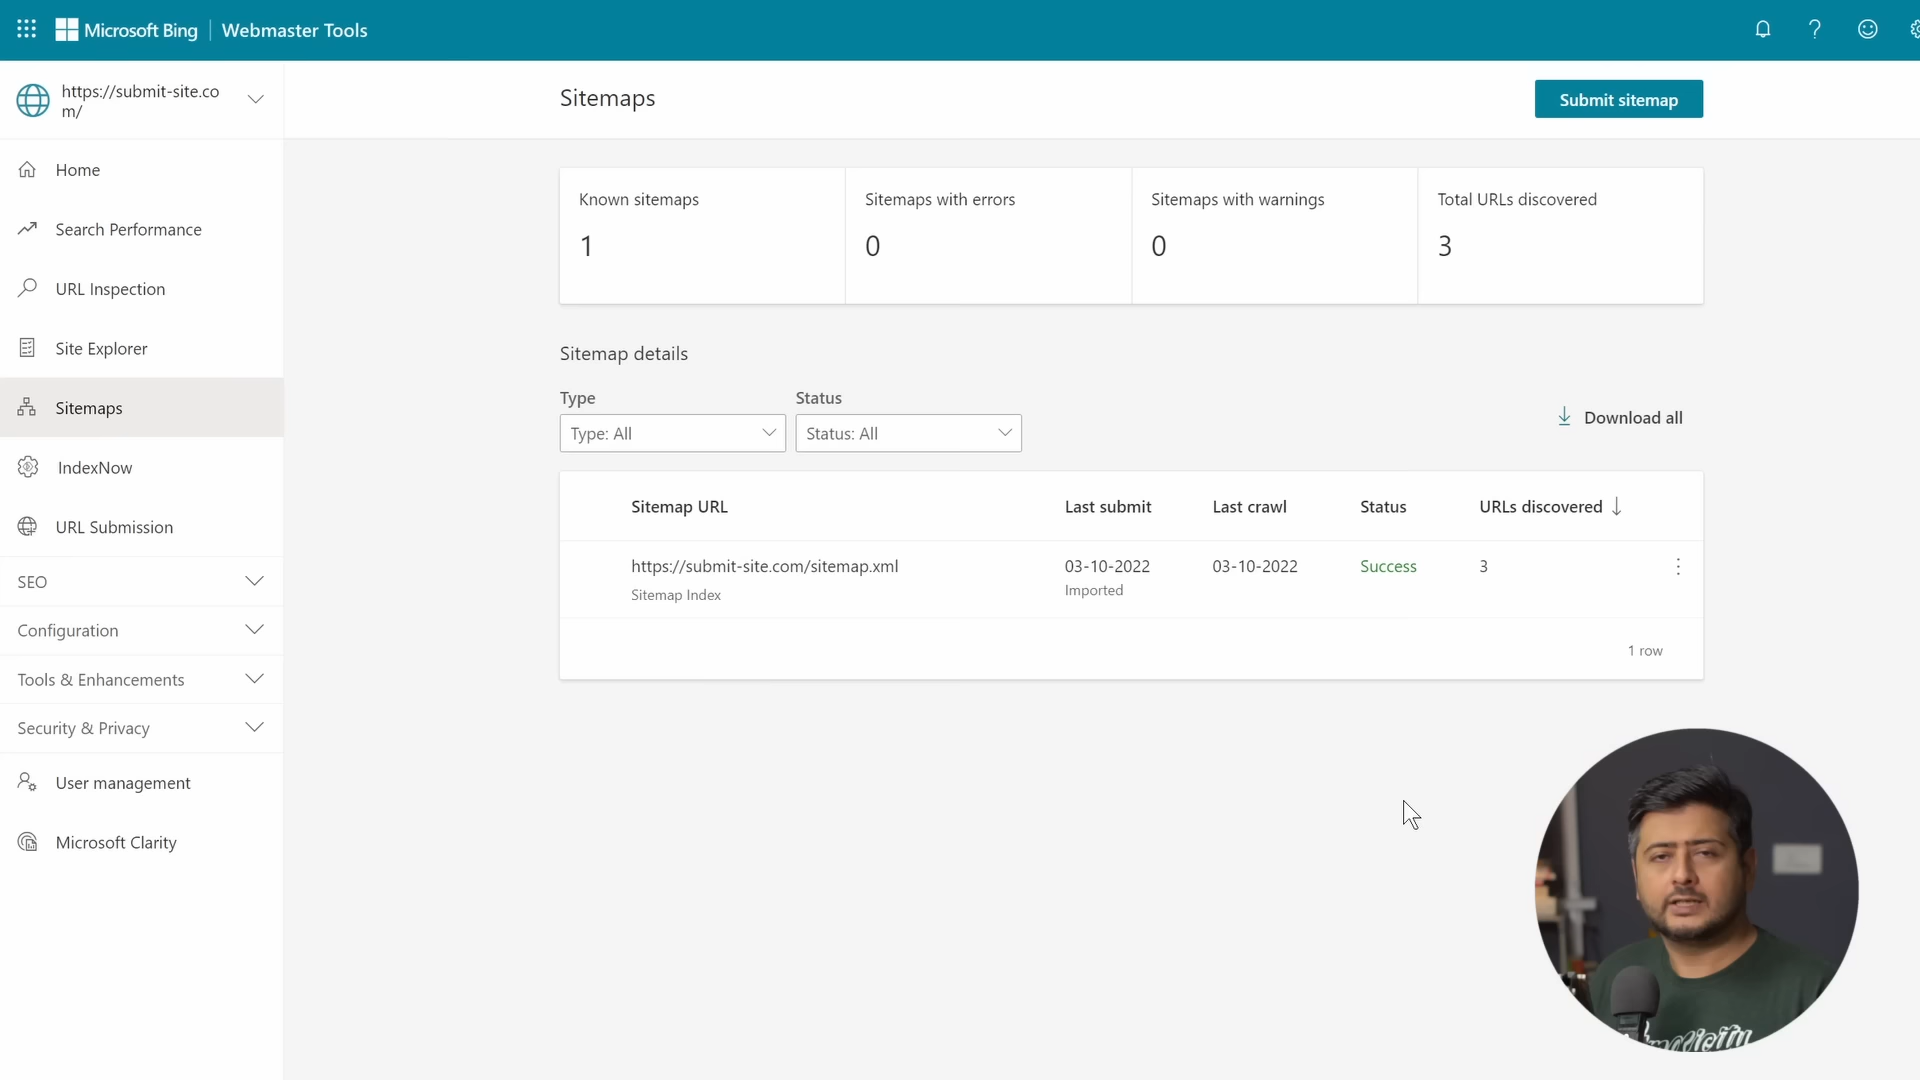 Microsoft Bing | Webmaster Tools
https://submit-site.co
m/
Home
Search Performance
URL Inspection
Site Explorer
Sitemaps
IndexNow
URL Submission
SEO
Configuration
Tools & Enhancements
Security & Privacy
User management
Microsoft Clarity
Sitemaps
Submit sitemap
Known sitemaps
1
Sitemaps with errors
0
Sitemaps with warnings
0
Total URLs discovered
3
Sitemap details
Type
Status
Type: All
Status: All
Download all
Sitemap URL Last submit Last crawl Status URLs discovered
https://submit-site.com/sitemap.xml 03-10-2022 03-10-2022 Success 3
Sitemap Index Imported
1 row